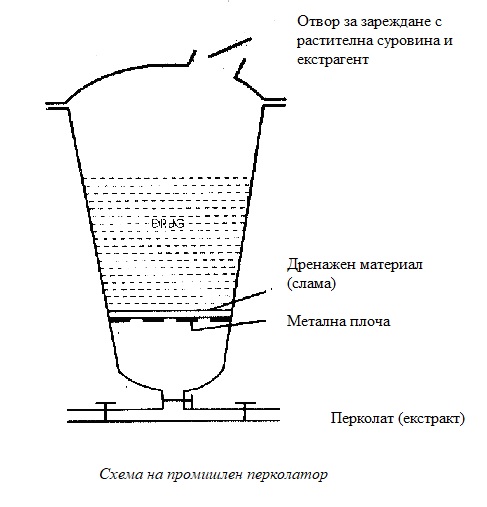 Отвор за зареждане с
растителна суровина и
екстрагент
DRUG
Дренажен материал
(слама)
Метална плоча
Перколат (екстракт)
Схема на промишлен перколатор